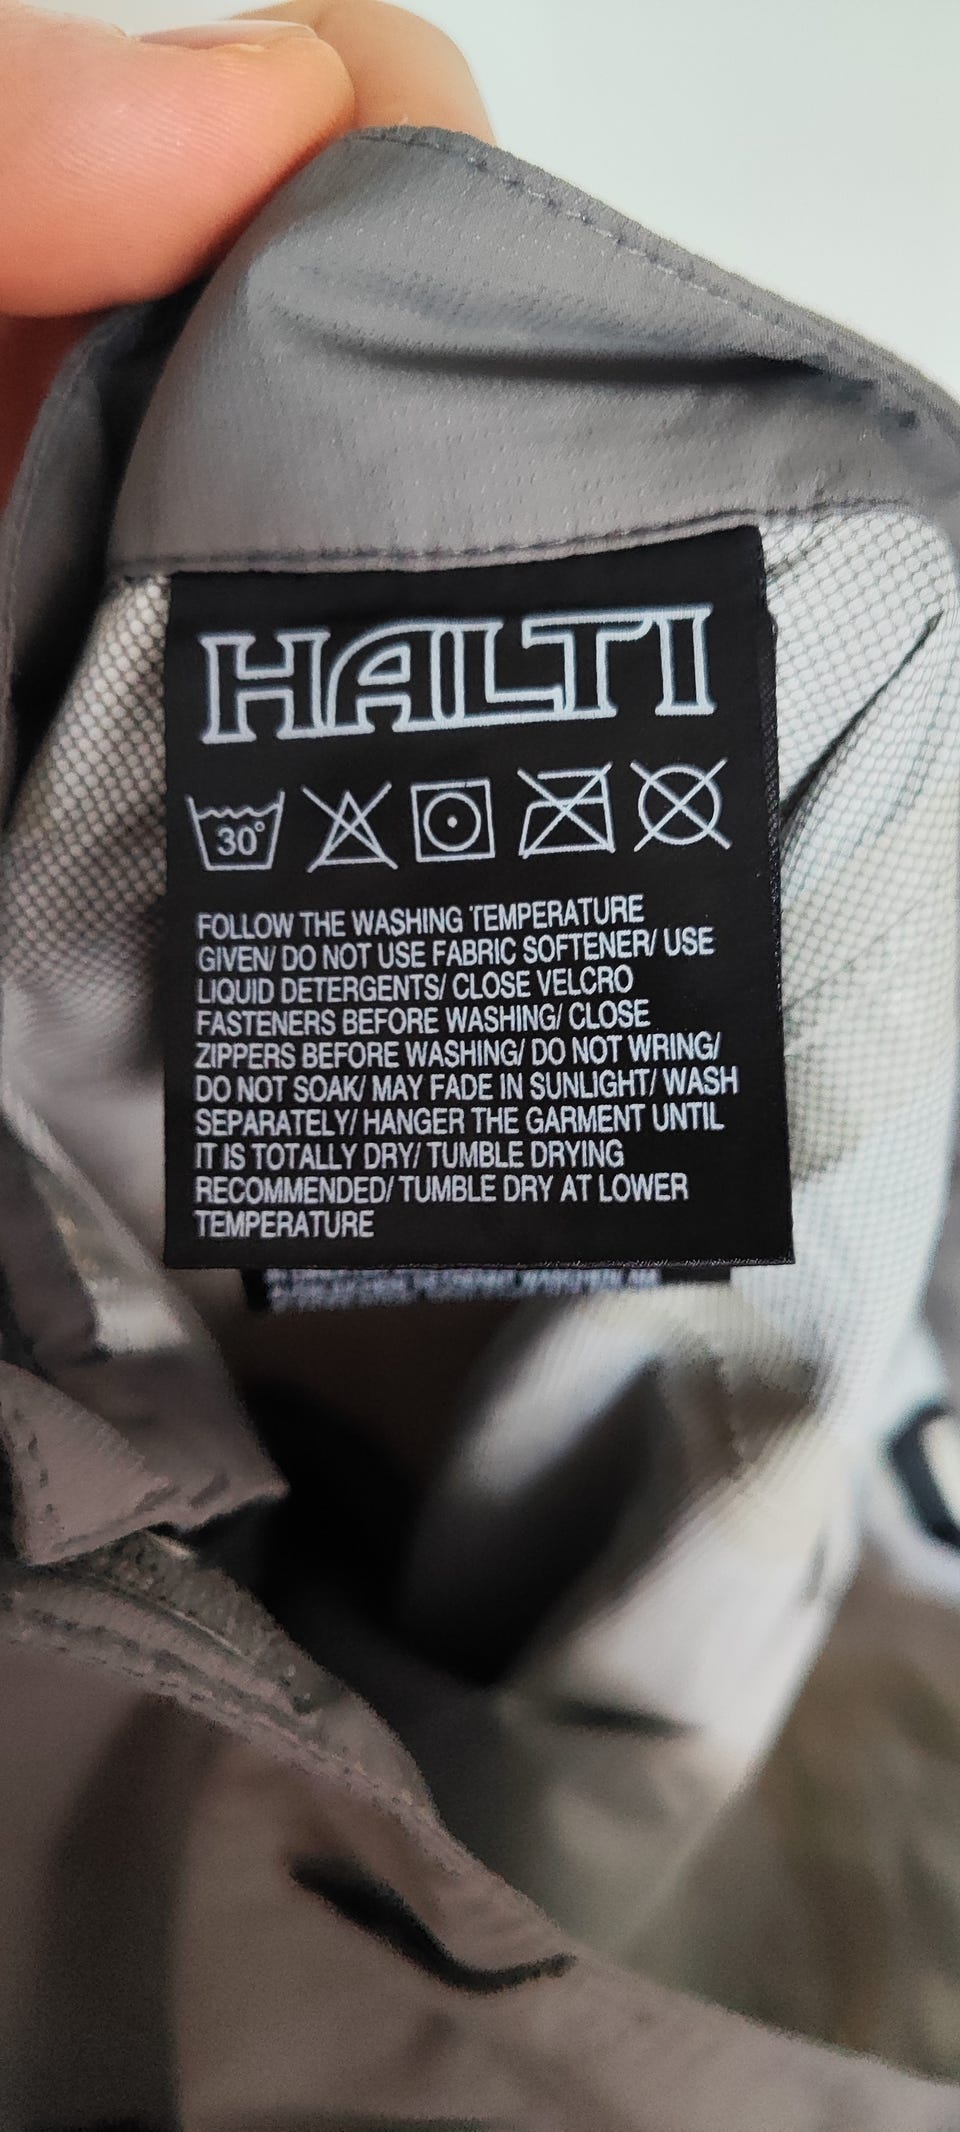 HALTI
30°
FOLLOW THE WASHING TEMPERATURE
GIVEN/ DO NOT USE FABRIC SOFTENER/ USE
LIQUID DETERGENTS/ CLOSE VELCRO
FASTENERS BEFORE WASHING/ CLOSE
ZIPPERS BEFORE WASHING/ DO NOT WRING/
DO NOT SOAK/ MAY FADE IN SUNLIGHT/ WASH
SEPARATELY/ HANGER THE GARMENT UNTIL
IT IS TOTALLY DRY/ TUMBLE DRYING
RECOMMENDED/ TUMBLE DRY AT LOWER
TEMPERATURE